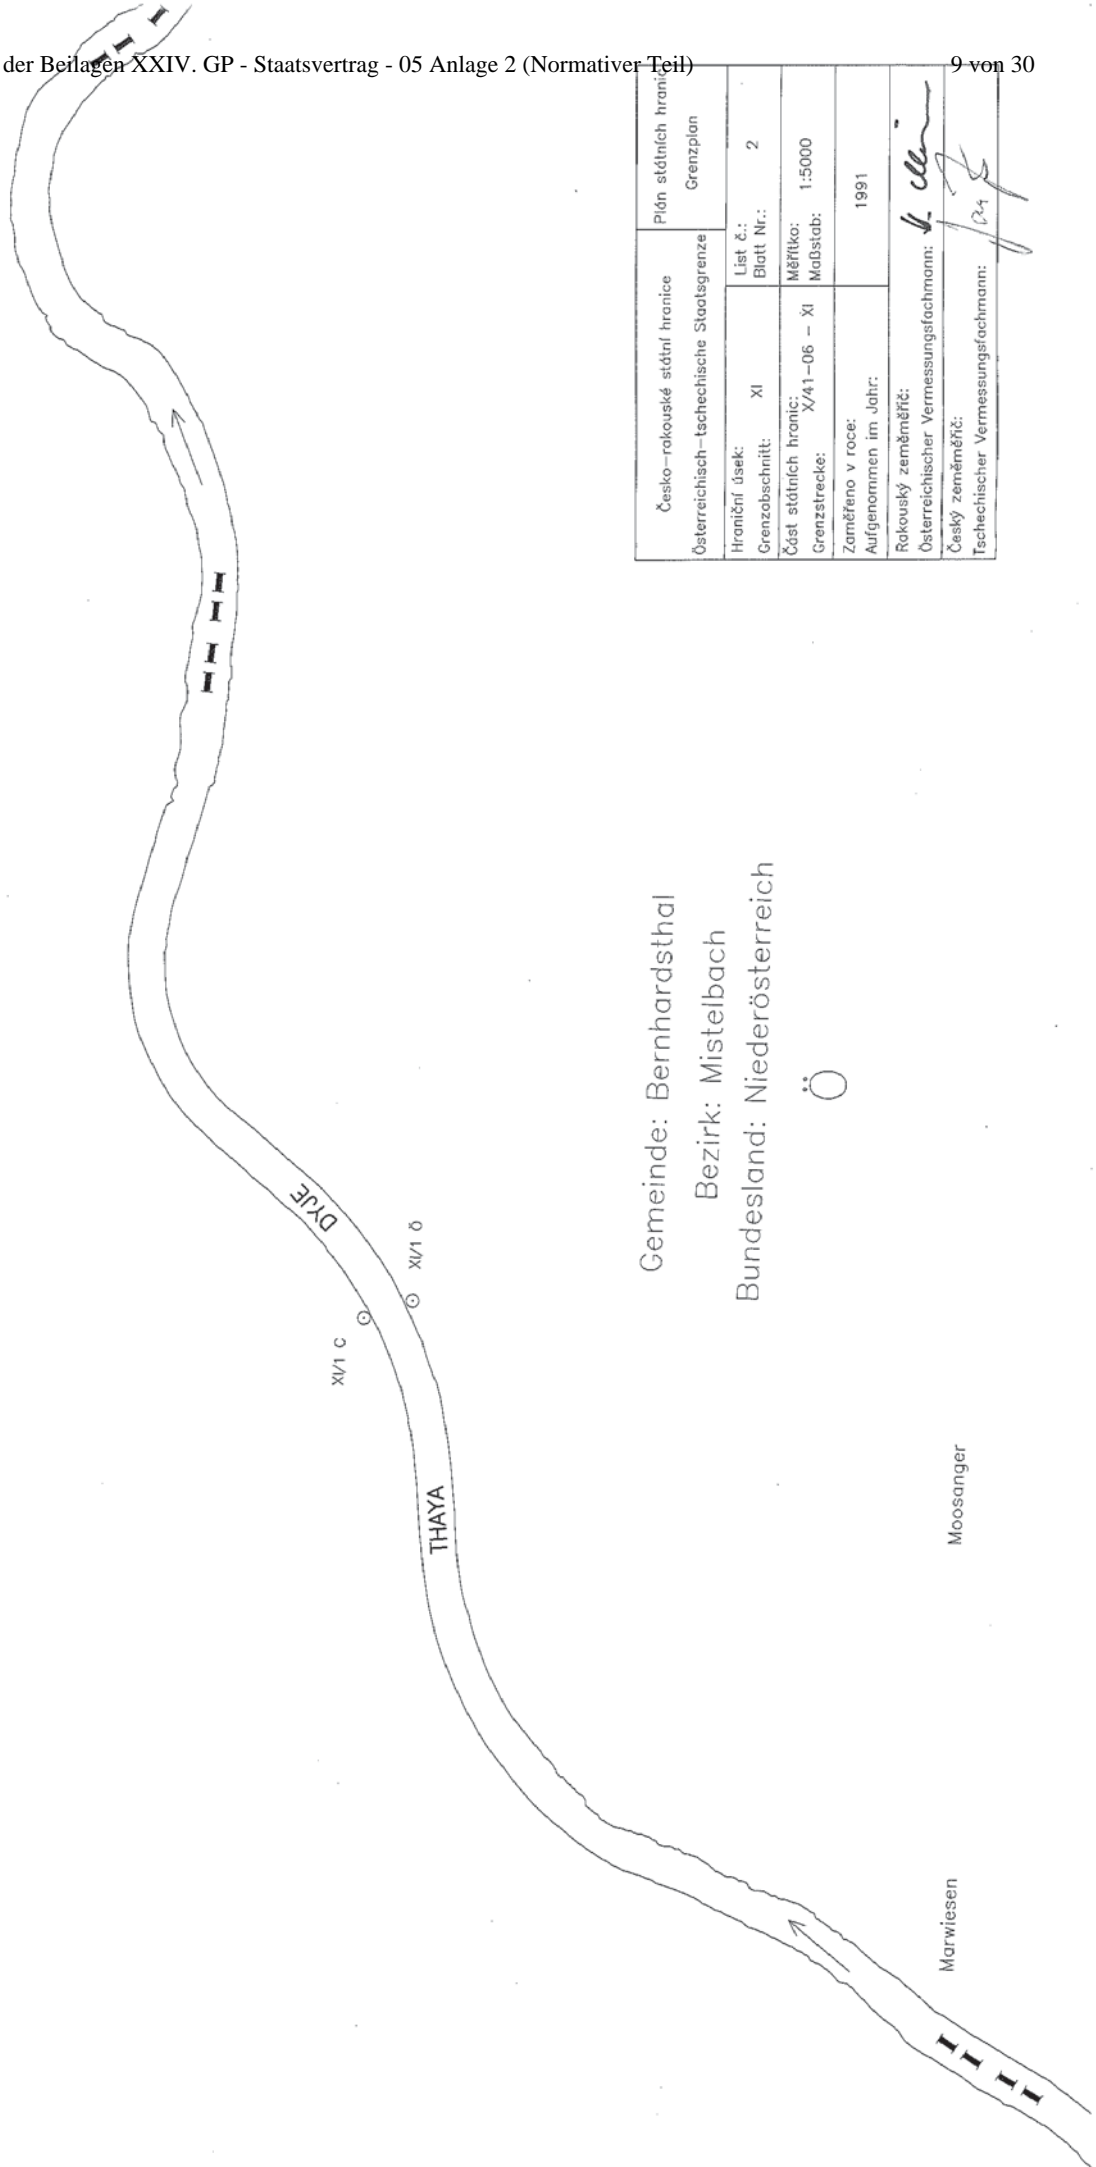 der Beilagen XXIV. GP - Staatsvertrag - 05 Anlage 2 (Normativer Teil) 9 von 30
Česko-rakouské státní hranice
Österreichisch-tschechische Staatsgrenze
Plán státních hranic
Grenzplan
Hraniční úsek:
Grenzabschnitt: XI
List č.:
Blatt Nr.: 2
Část státních hranic:
Grenzstrecke: X/41-06 - XI
Měřítko:
Maßstab: 1:5000
Zaměřeno v roce:
Aufgenommen im Jahr: 1991
Rakouský zeměměřič:
Österreichischer Vermessungsfachmann:
Český zeměměřič:
Tschechischer Vermessungsfachmann:
DYJE
XI/1 C
XI/1 Ö
THAYA
Gemeinde: Bernhardsthal
Bezirk: Mistelbach
Bundesland: Niederösterreich
Ö
Moosanger
Marwiesen